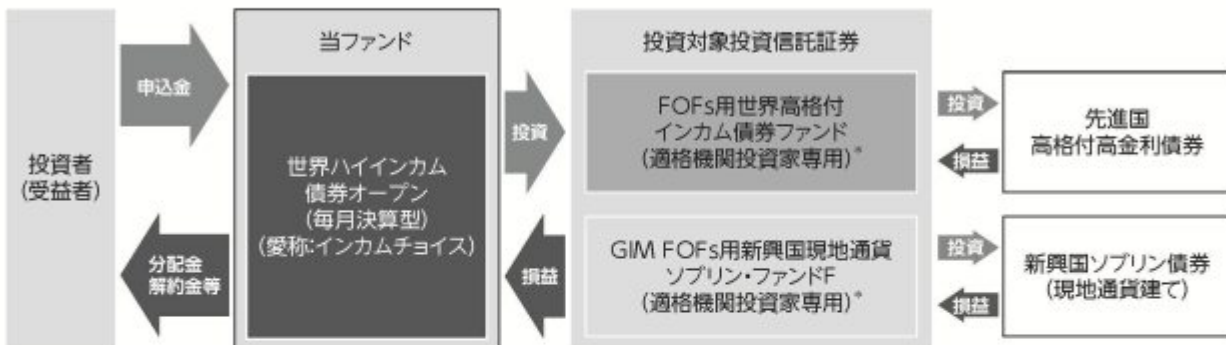 投資者
(受益者)
申込金
分配金
解約金等
当ファンド
世界ハイインカム
債券オープン
(毎月決算型)
(愛称:インカムチョイス)
投資
損益
投資対象投資信託証券
FOFs用世界高格付
インカム債券ファンド
(適格機関投資家専用)*
GIM FOFs用新興国現地通貨
ソブリン・ファンドF
(適格機関投資家専用)*
投資
損益
先進国
高格付高金利債券
投資
損益
新興国ソブリン債券
(現地通貨建て)